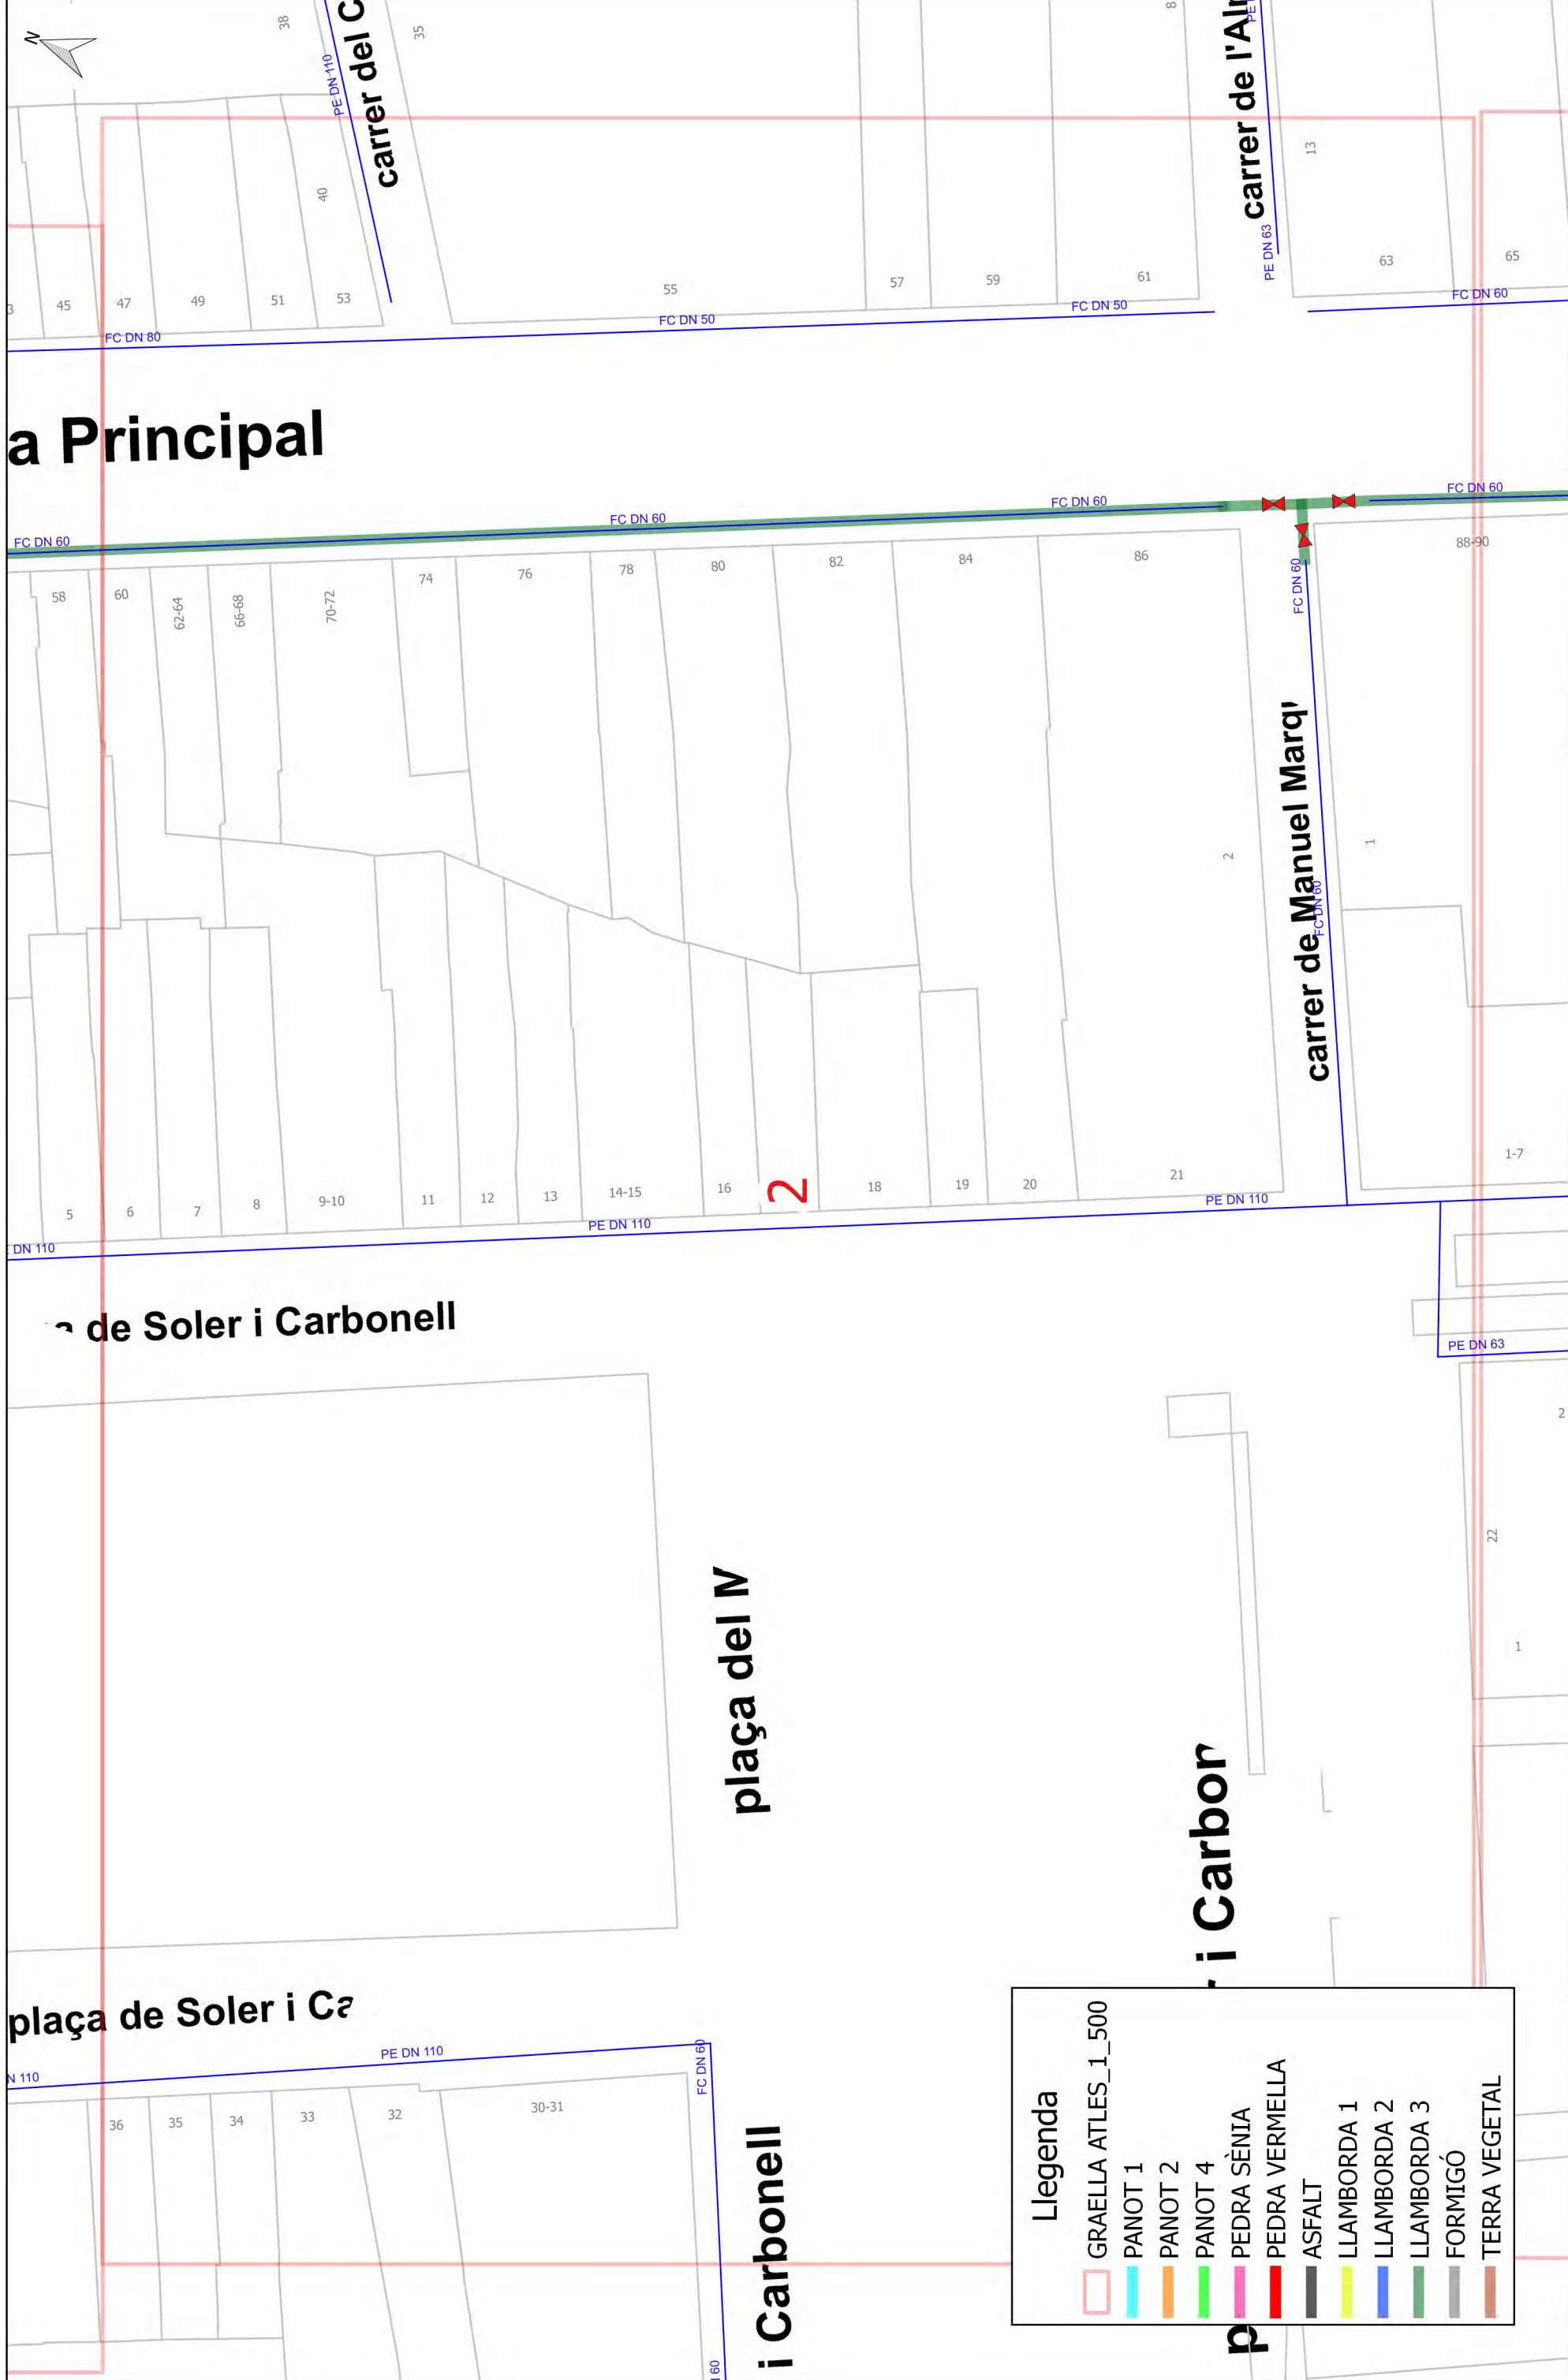 N
38
PE DN 110
carrer del C
35
8
carrer de l'Alm
PE
40
13
PE DN 63
3
45
47
49
51
53
55
57
59
61
63
65
FC DN 80
FC DN 50
FC DN 50
FC DN 60
a Principal
FC DN 60
FC DN 60
FC DN 60
FC DN 60
58
60
62-64
66-68
70-72
74
76
78
80
82
84
86
88-90
FC DN 60
carrer de Manuel Marq
FC DN 60
2
1
5
6
7
8
9-10
11
12
13
14-15
16
2
18
19
20
21
1-7
DN 110
PE DN 110
PE DN 110
a de Soler i Carbonell
PE DN 63
2
22
1
plaça del M
r i Carbon
plaça de Soler i Ca
N 110
PE DN 110
FC DN 60
36
35
34
33
32
30-31
i Carbonell
60
p
Llegenda
GRAELLA ATLES_1_500
PANOT 1
PANOT 2
PANOT 4
PEDRA SÈNIA
PEDRA VERMELLA
ASFALT
LLAMBORDA 1
LLAMBORDA 2
LLAMBORDA 3
FORMIGÓ
TERRA VEGETAL